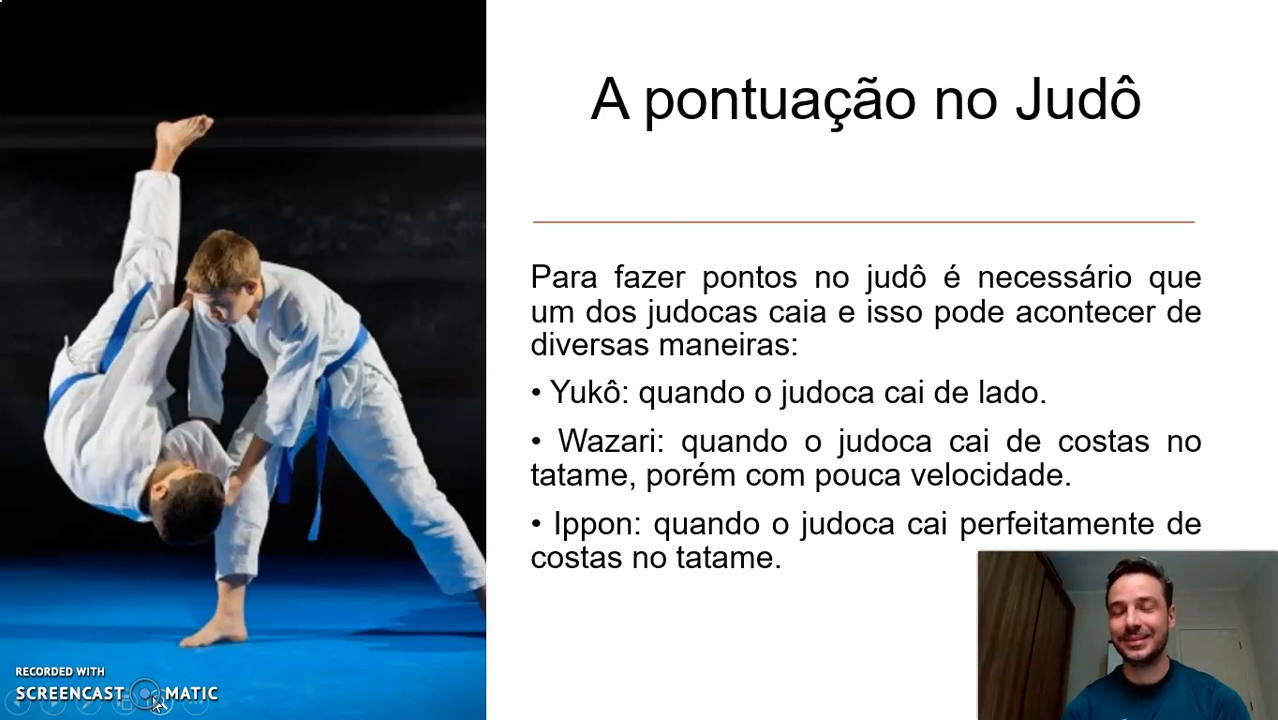 A pontuação no Judô
Para fazer pontos no judô é necessário que
um dos judocas caia e isso pode acontecer de
diversas maneiras:
• Yukô: quando o judoca cai de lado.
• Wazari: quando o judoca cai de costas no
tatame, porém com pouca velocidade.
• Ippon: quando o judoca cai perfeitamente de
costas no tatame.
RECORDED WITH
SCREENCAST MATIC